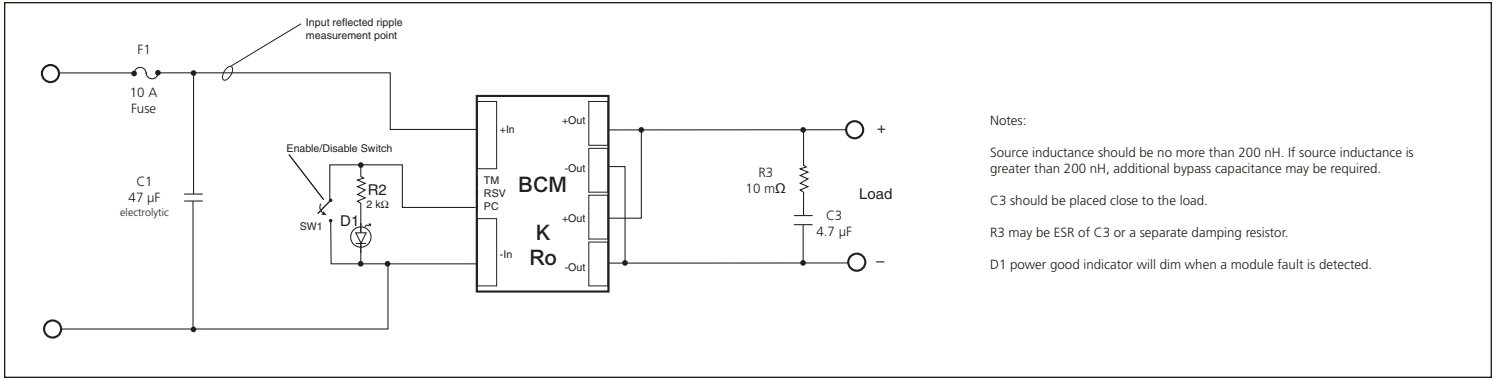 Input reflected ripple
measurement point
F1
10 A
Fuse
C1
47 µF
electrolytic
Enable/Disable Switch
SW1
R2
2 kΩ
D1
+In
TM
RSV
PC
-In
BCM
K
Ro
+Out
-Out
+Out
-Out
R3
10 mΩ
C3
4.7 µF
+
Load
–
Notes:
Source inductance should be no more than 200 nH. If source inductance is
greater than 200 nH, additional bypass capacitance may be required.
C3 should be placed close to the load.
R3 may be ESR of C3 or a separate damping resistor.
D1 power good indicator will dim when a module fault is detected.